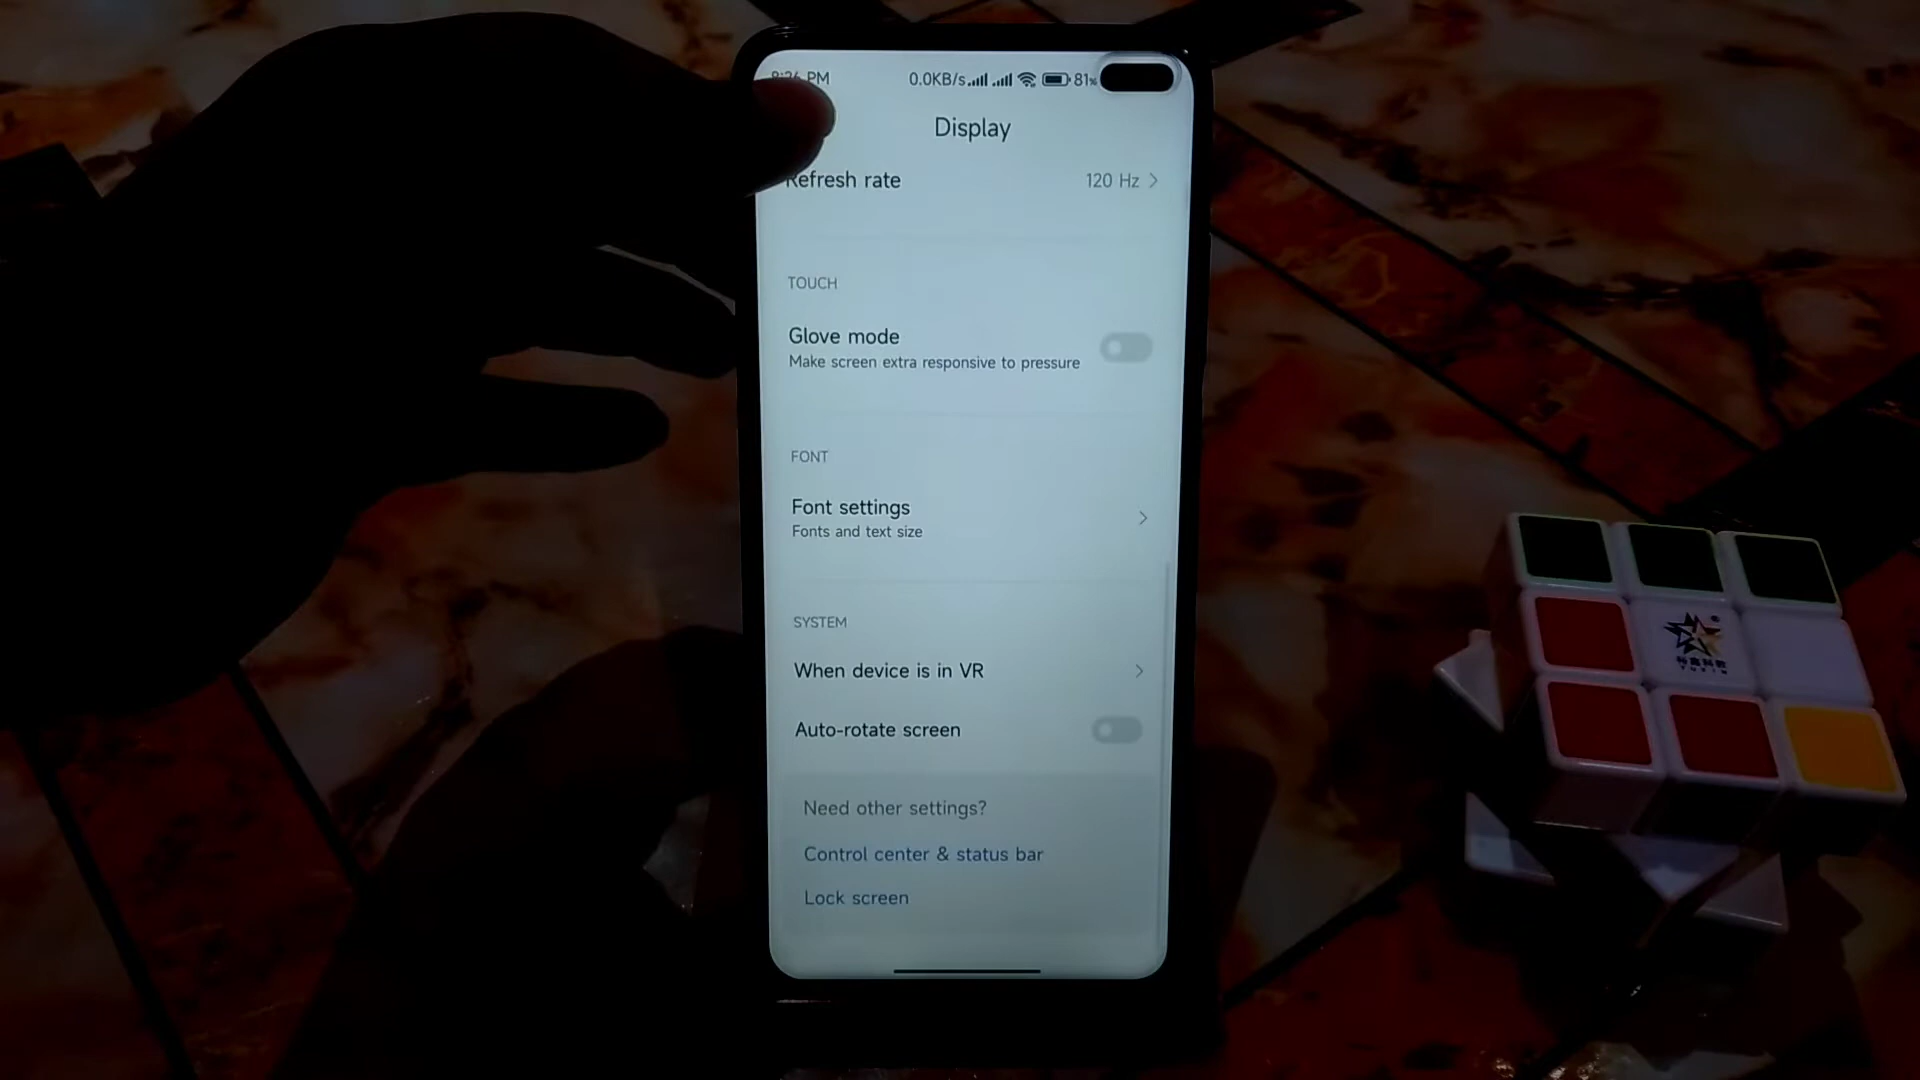 PM 0.0KB/s 81%
Display
Refresh rate 120 Hz
TOUCH
Glove mode
Make screen extra responsive to pressure
FONT
Font settings
Fonts and text size
SYSTEM
When device is in VR
Auto-rotate screen
Need other settings?
Control center & status bar
Lock screen